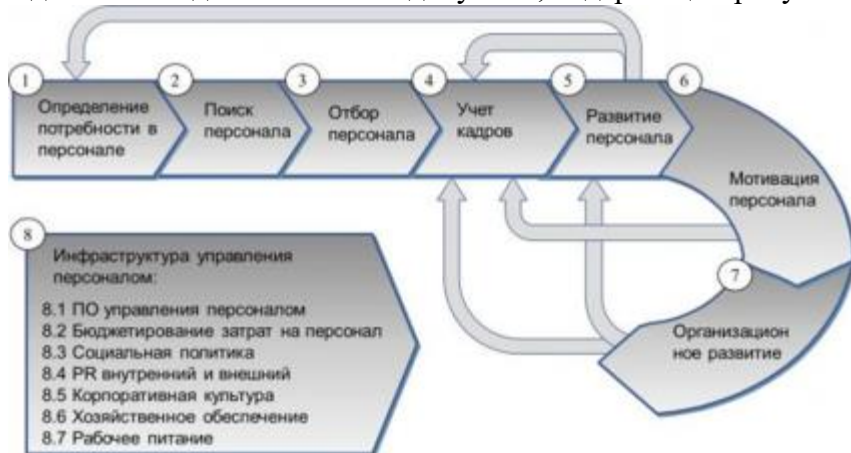 1
Определение
потребности в
персонале
2
Поиск
персонала
3
Отбор
персонала
4
Учет
кадров
5
Развитие
персонала
6
Мотивация
персонала
7
Организацион
ное развитие
8
Инфраструктура управления
персоналом:
8.1 ПО управления персоналом
8.2 Бюджетирование затрат на персонал
8.3 Социальная политика
8.4 PR внутренний и внешний
8.5 Корпоративная культура
8.6 Хозяйственное обеспечение
8.7 Рабочее питание